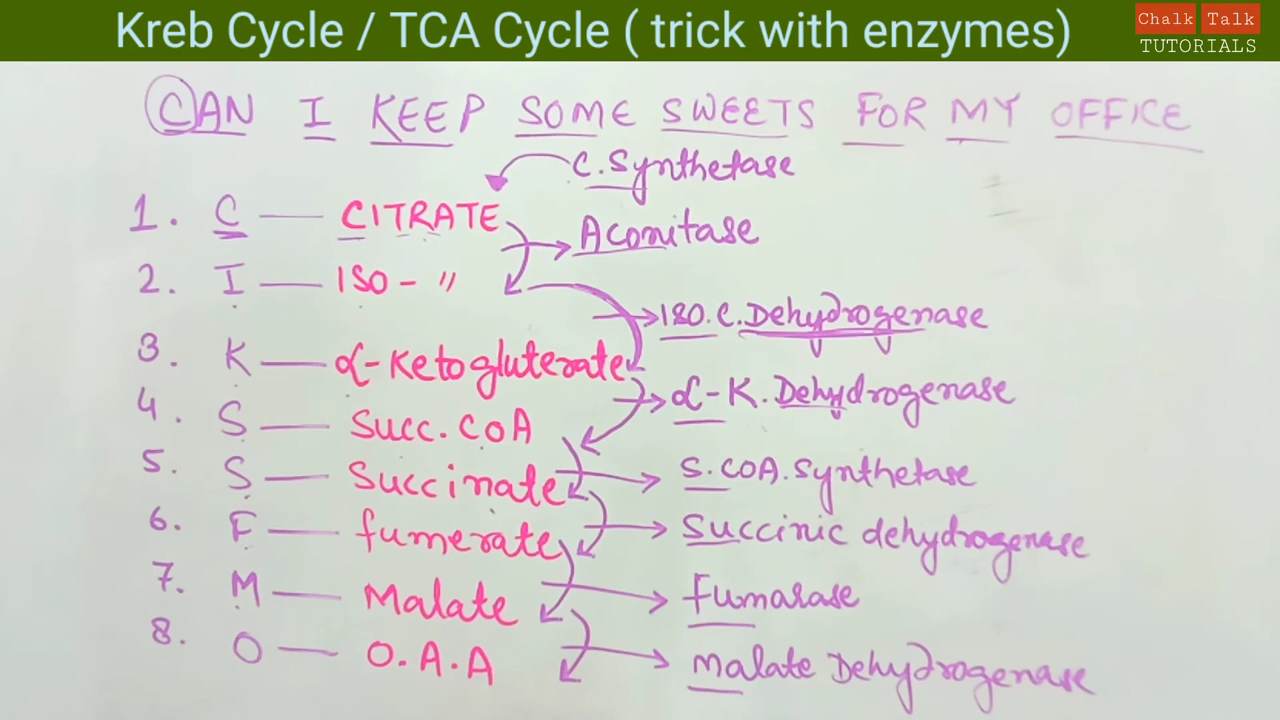 Kreb Cycle / TCA Cycle ( trick with enzymes)
Chalk Talk
TUTORIALS
CAN I KEEP SOME SWEETS FOR MY OFFICE
C. Synthetase
1. C — CITRATE
Aconitase
2. I — ISO - "
ISO. C. Dehydrogenase
3. K — α-Ketogluterate
α-K. Dehydrogenase
4. S — Succ. COA
5. S — Succinate
S. COA. Synthetase
6. F — fumerate
Succinic dehydrogenase
7. M — Malate
Fumarase
8. O — O.A.A
malate Dehydrogenase